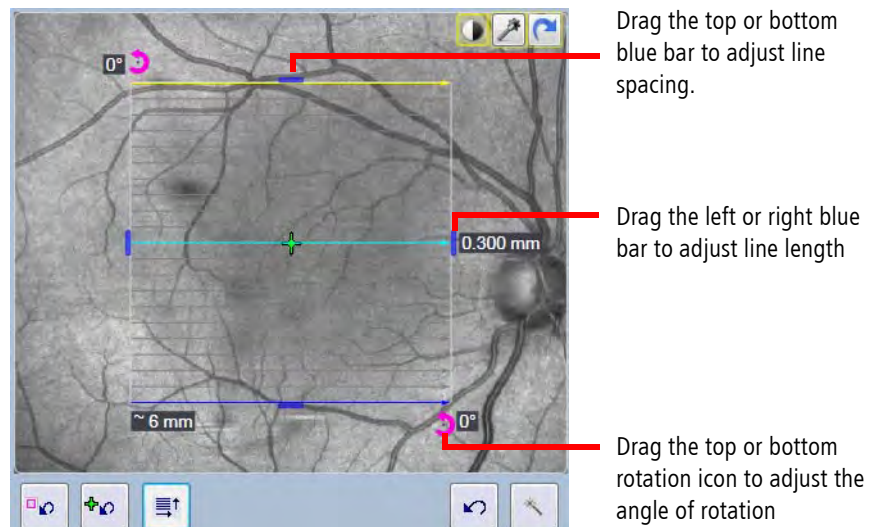 Drag the top or bottom
blue bar to adjust line
spacing.
0°
Drag the left or right blue
bar to adjust line length
0.300 mm
~ 6 mm
0°
Drag the top or bottom
rotation icon to adjust the
angle of rotation